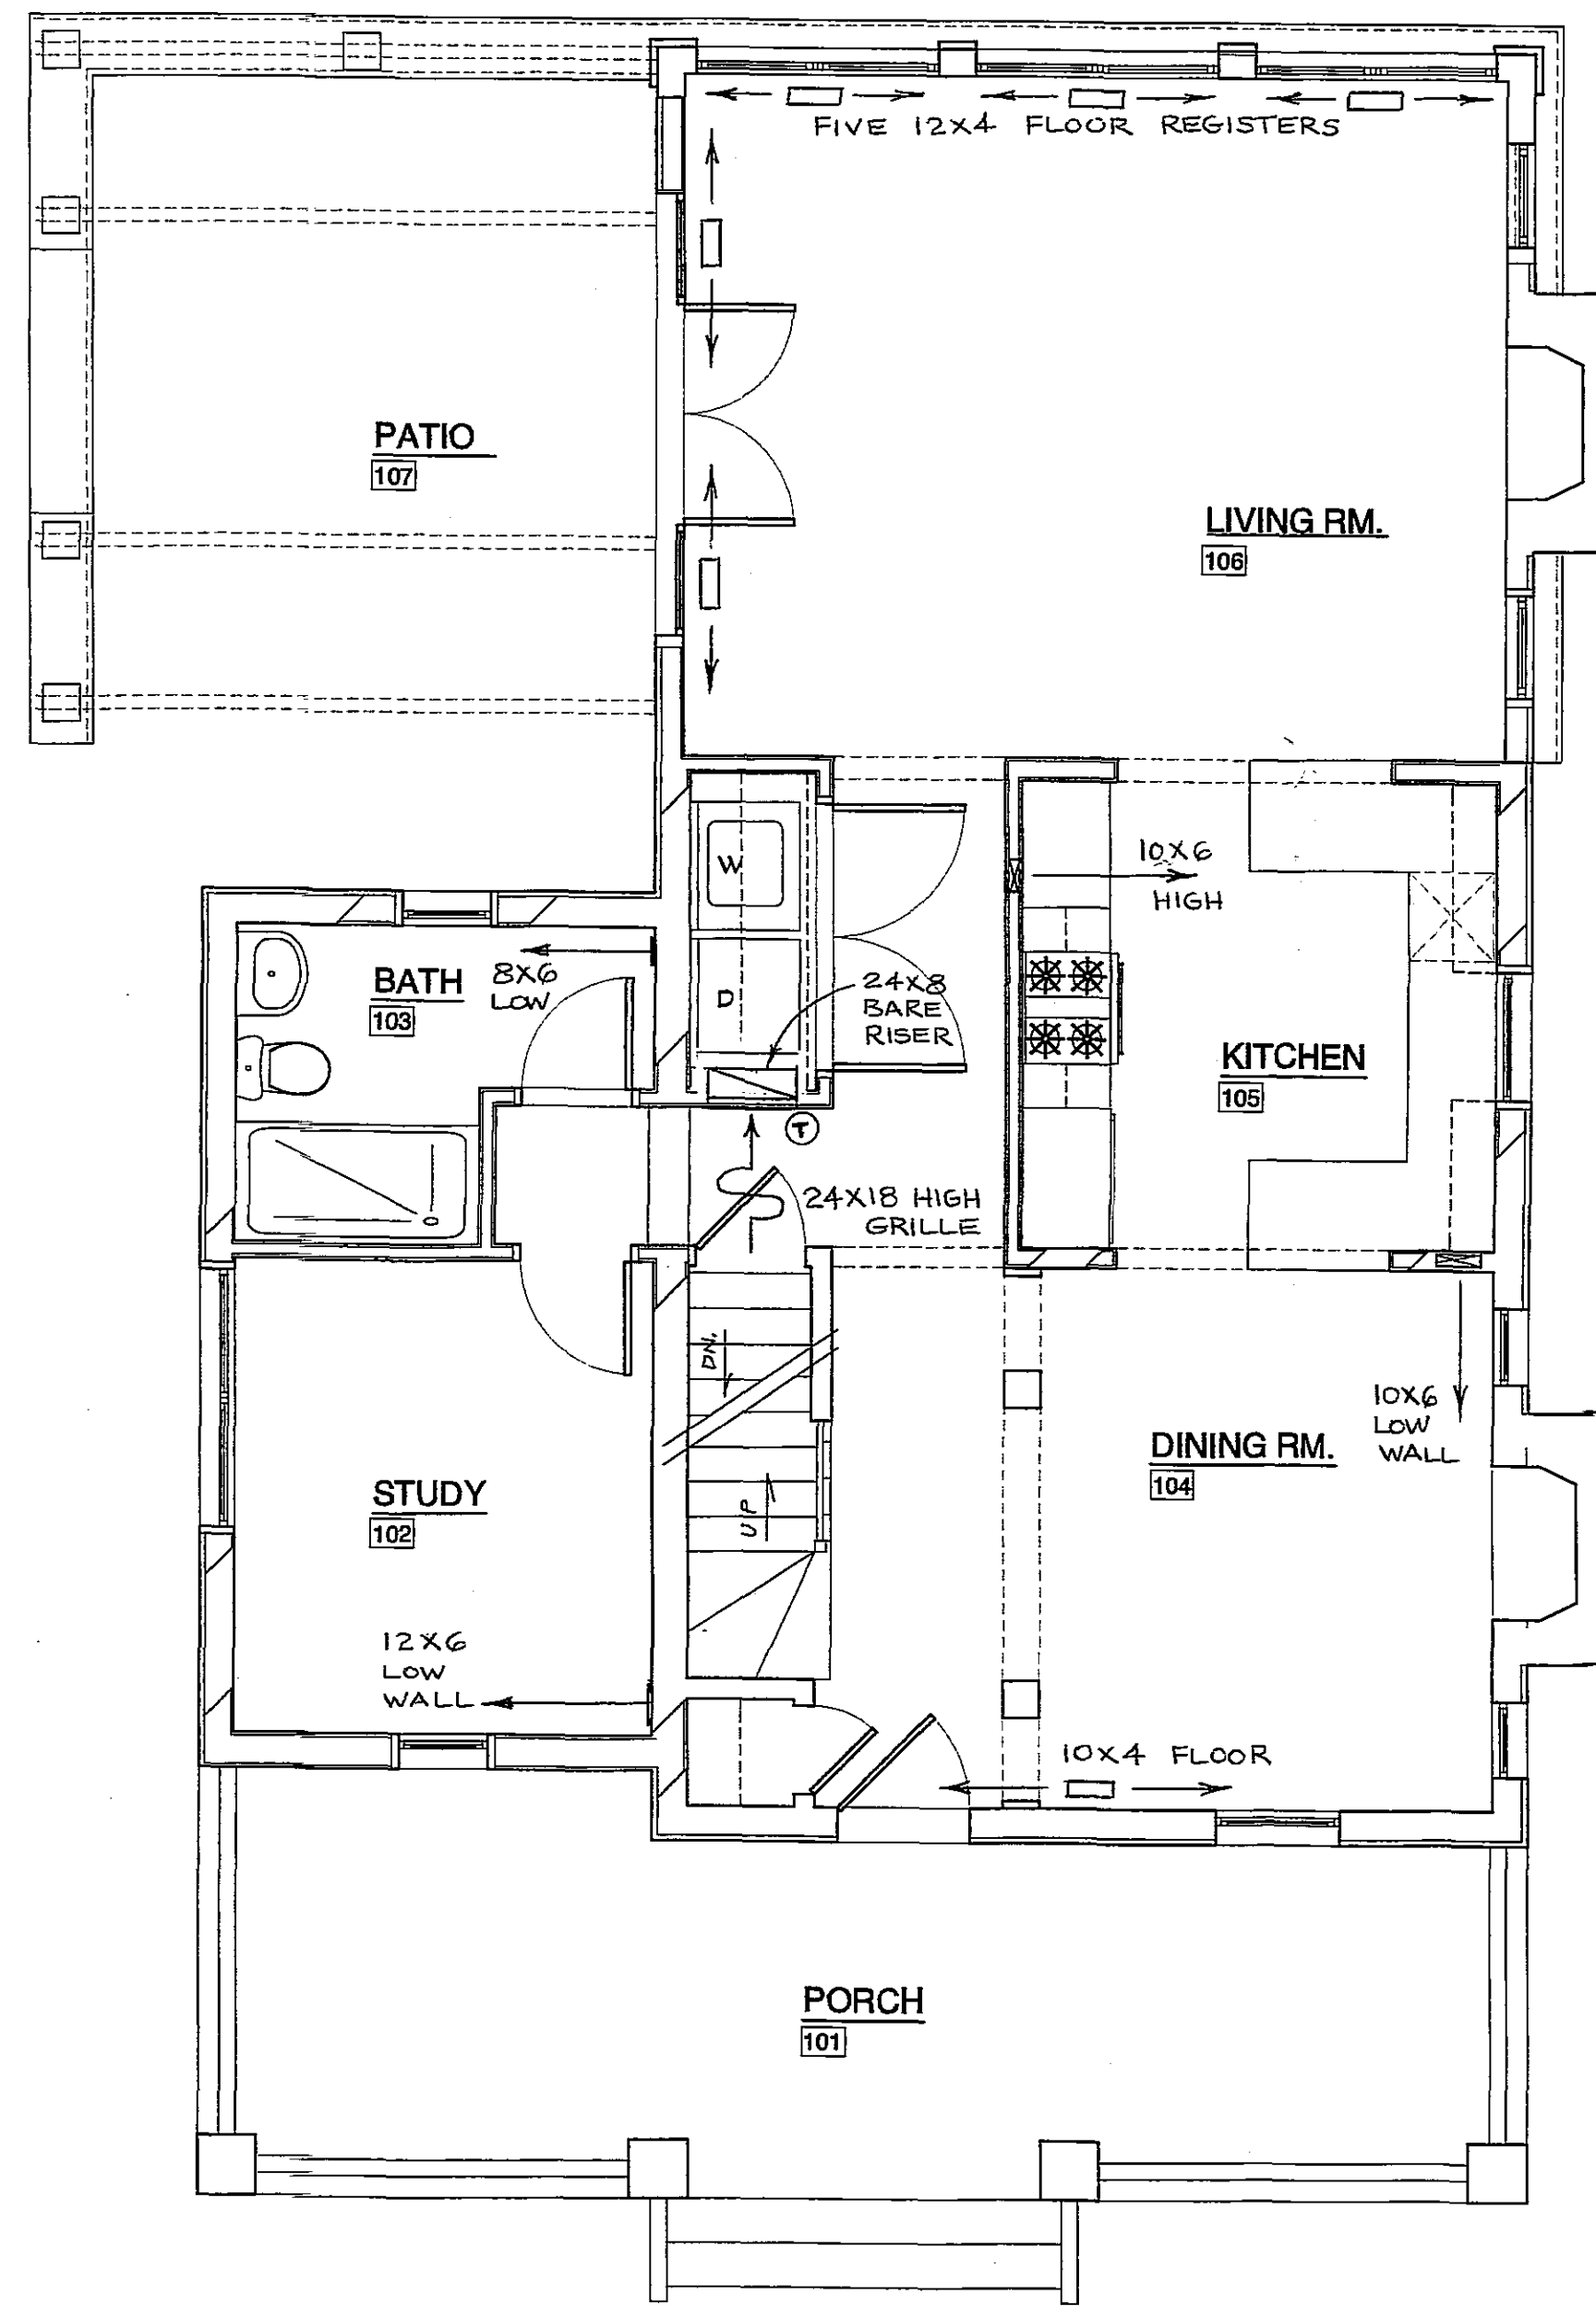 FIVE 12X4 FLOOR REGISTERS
PATIO
107
LIVING RM.
106
W
10X6
HIGH
BATH
103
8X6
LOW
D
24X8
BARE
RISER
KITCHEN
105
T
24X18 HIGH
GRILLE
DN.
10X6
LOW
WALL
DINING RM.
104
STUDY
102
UP
12X6
LOW
WALL
10X4 FLOOR
PORCH
101